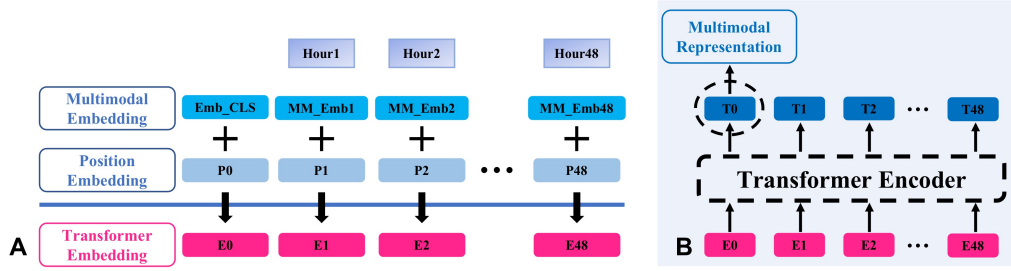 Hour1 Hour2 Hour48
Multimodal
Embedding
Emb_CLS MM_Emb1 MM_Emb2 MM_Emb48
+ + + +
Position
Embedding
P0 P1 P2 ... P48
A
Transformer
Embedding
E0 E1 E2 E48
Multimodal
Representation
T0 T1 T2 ... T48
Transformer Encoder
B
E0 E1 E2 ... E48